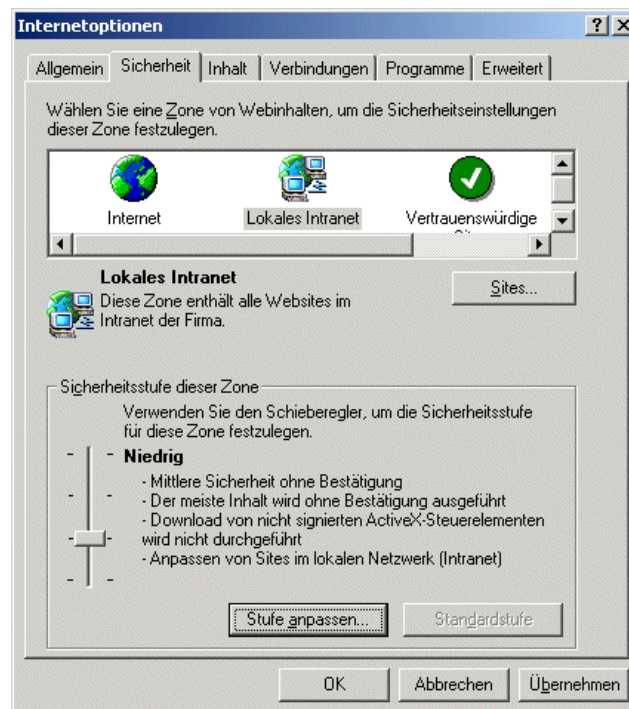 Internetoptionen
Allgemein Sicherheit Inhalt Verbindungen Programme Erweitert
Wählen Sie eine Zone von Webinhalten, um die Sicherheitseinstellungen
dieser Zone festzulegen.
Internet Lokales Intranet Vertrauenswürdige
Lokales Intranet
Diese Zone enthält alle Websites im
Intranet der Firma.
Sites...
Sicherheitsstufe dieser Zone
Verwenden Sie den Schieberegler, um die Sicherheitsstufe
für diese Zone festzulegen.
Niedrig
- Mittlere Sicherheit ohne Bestätigung
- Der meiste Inhalt wird ohne Bestätigung ausgeführt
- Download von nicht signierten ActiveX-Steuerelementen
wird nicht durchgeführt
- Anpassen von Sites im lokalen Netzwerk (Intranet)
Stufe anpassen... Standardstufe
OK Abbrechen Übernehmen